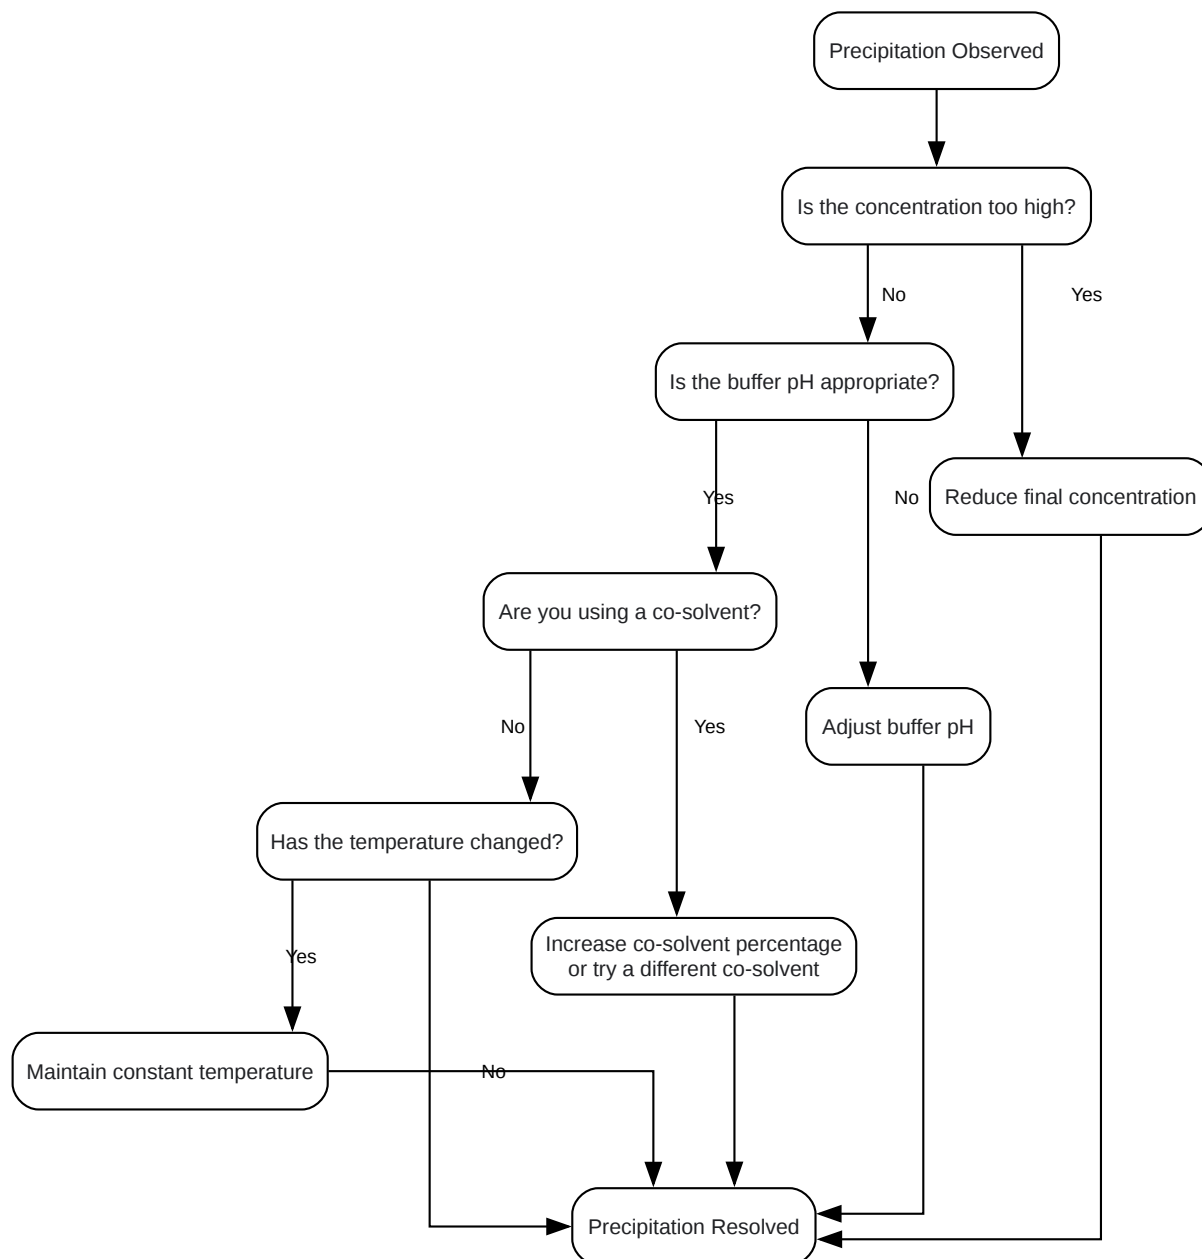 Precipitation Observed
Is the concentration too high?
No
Yes
Is the buffer pH appropriate?
Yes
No
Reduce final concentration
Are you using a co-solvent?
No
Yes
Adjust buffer pH
Has the temperature changed?
Yes
Increase co-solvent percentage
or try a different co-solvent
Maintain constant temperature
No
Precipitation Resolved